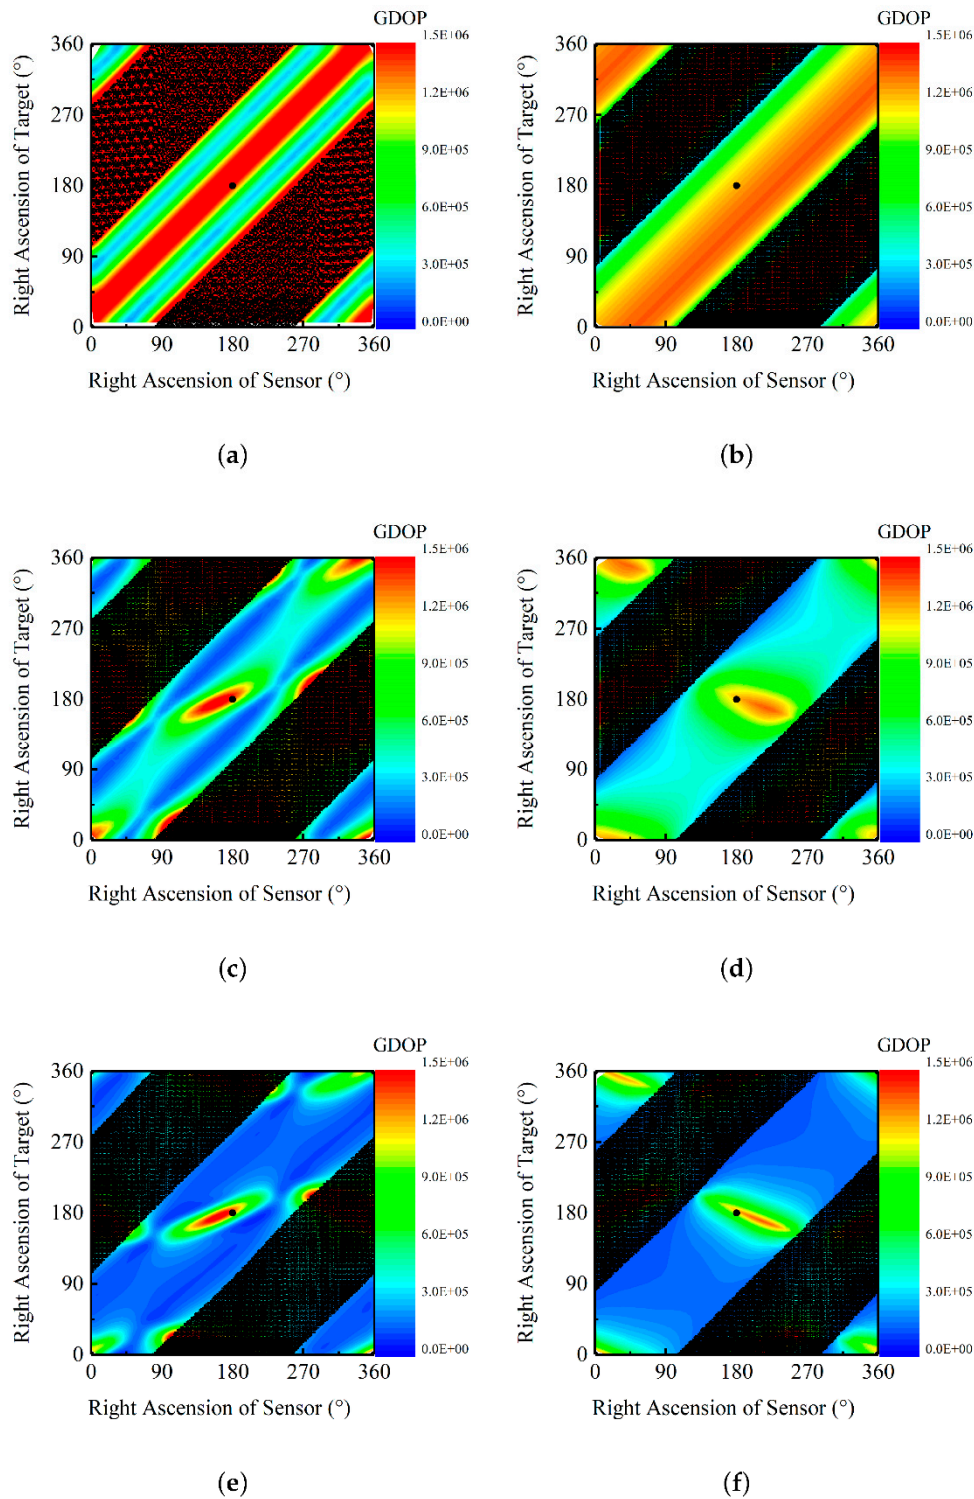 GDOP
1.5E+06
1.2E+06
9.0E+05
6.0E+05
3.0E+05
0.0E+00
Right Ascension of Target (°)
360
270
180
90
0
0 90 180 270 360
Right Ascension of Sensor (°)
(a)
GDOP
1.5E+06
1.2E+06
9.0E+05
6.0E+05
3.0E+05
0.0E+00
Right Ascension of Target (°)
360
270
180
90
0
0 90 180 270 360
Right Ascension of Sensor (°)
(b)
GDOP
1.5E+06
1.2E+06
9.0E+05
6.0E+05
3.0E+05
0.0E+00
Right Ascension of Target (°)
360
270
180
90
0
0 90 180 270 360
Right Ascension of Sensor (°)
(c)
GDOP
1.5E+06
1.2E+06
9.0E+05
6.0E+05
3.0E+05
0.0E+00
Right Ascension of Target (°)
360
270
180
90
0
0 90 180 270 360
Right Ascension of Sensor (°)
(d)
GDOP
1.5E+06
1.2E+06
9.0E+05
6.0E+05
3.0E+05
0.0E+00
Right Ascension of Target (°)
360
270
180
90
0
0 90 180 270 360
Right Ascension of Sensor (°)
(e)
GDOP
1.5E+06
1.2E+06
9.0E+05
6.0E+05
3.0E+05
0.0E+00
Right Ascension of Target (°)
360
270
180
90
0
0 90 180 270 360
Right Ascension of Sensor (°)
(f)